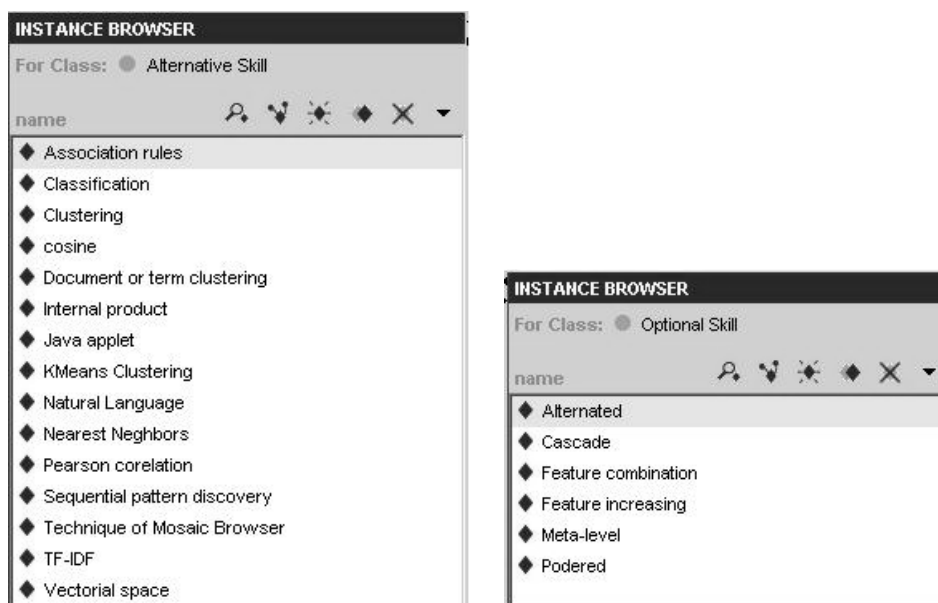 INSTANCE BROWSER
For Class: Alternative Skill
name
Association rules
Classification
Clustering
cosine
Document or term clustering
Internal product
Java applet
KMeans Clustering
Natural Language
Nearest Neghbors
Pearson corelation
Sequential pattern discovery
Technique of Mosaic Browser
TF-IDF
Vectorial space
INSTANCE BROWSER
For Class: Optional Skill
name
Alternated
Cascade
Feature combination
Feature increasing
Meta-level
Podered